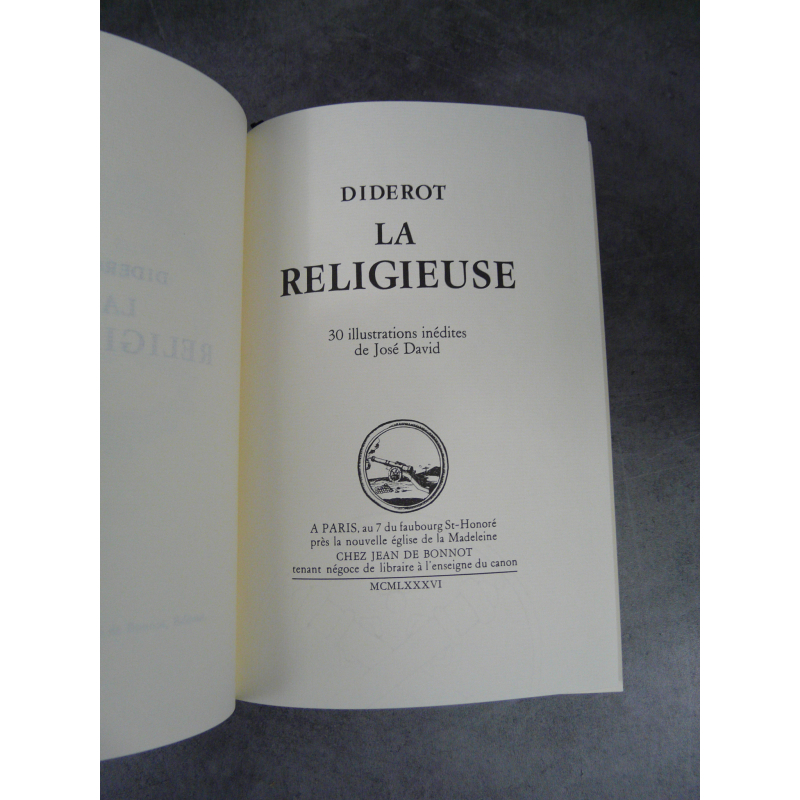 DIDEROT
LA
RELIGIEUSE
30 illustrations inédites
de José David
A PARIS, au 7 du faubourg St-Honoré
près la nouvelle église de la Madeleine
CHEZ JEAN DE BONNOT
tenant négoce de libraire à l'enseigne du canon
MCMLXXXVI